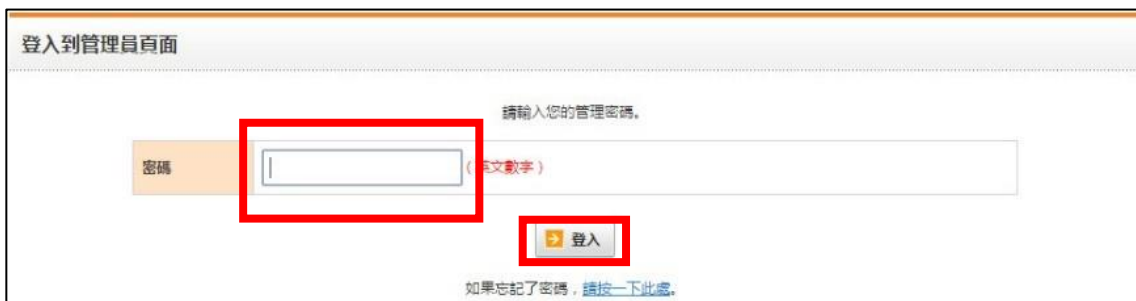 登入到管理員頁面
請輸入您的管理密碼。
密碼 (英文數字)
登入
如果忘記了密碼，請按一下此處。